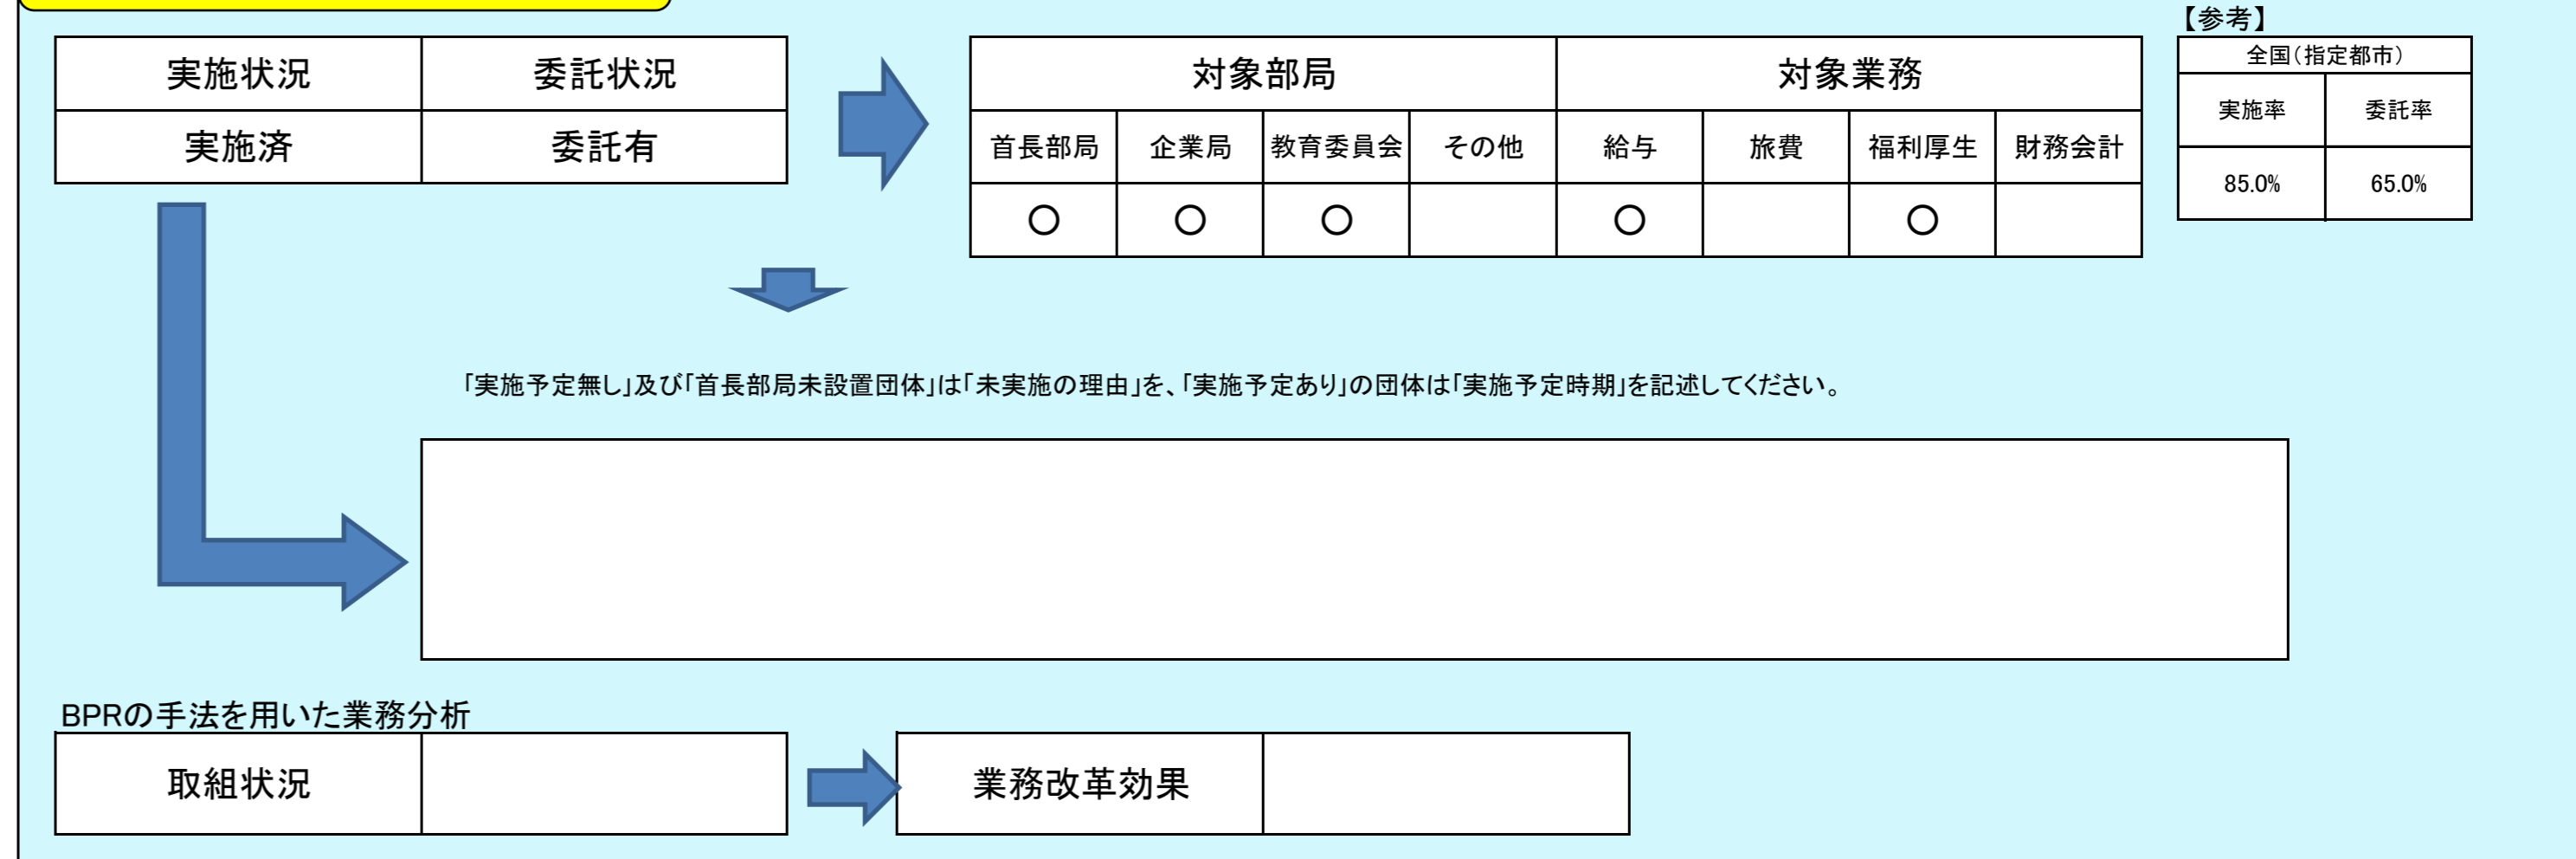 【参考】
実施状況 委託状況
実施済 委託有
対象部局 対象業務
首長部局 企業局 教育委員会 その他 給与 旅費 福利厚生 財務会計
○ ○ ○ ○ ○
全国（指定都市）
実施率 委託率
85.0% 65.0%
「実施予定無し」及び「首長部局未設置団体」は「未実施の理由」を、「実施予定あり」の団体は「実施予定時期」を記述してください。
BPRの手法を用いた業務分析
取組状況
業務改革効果